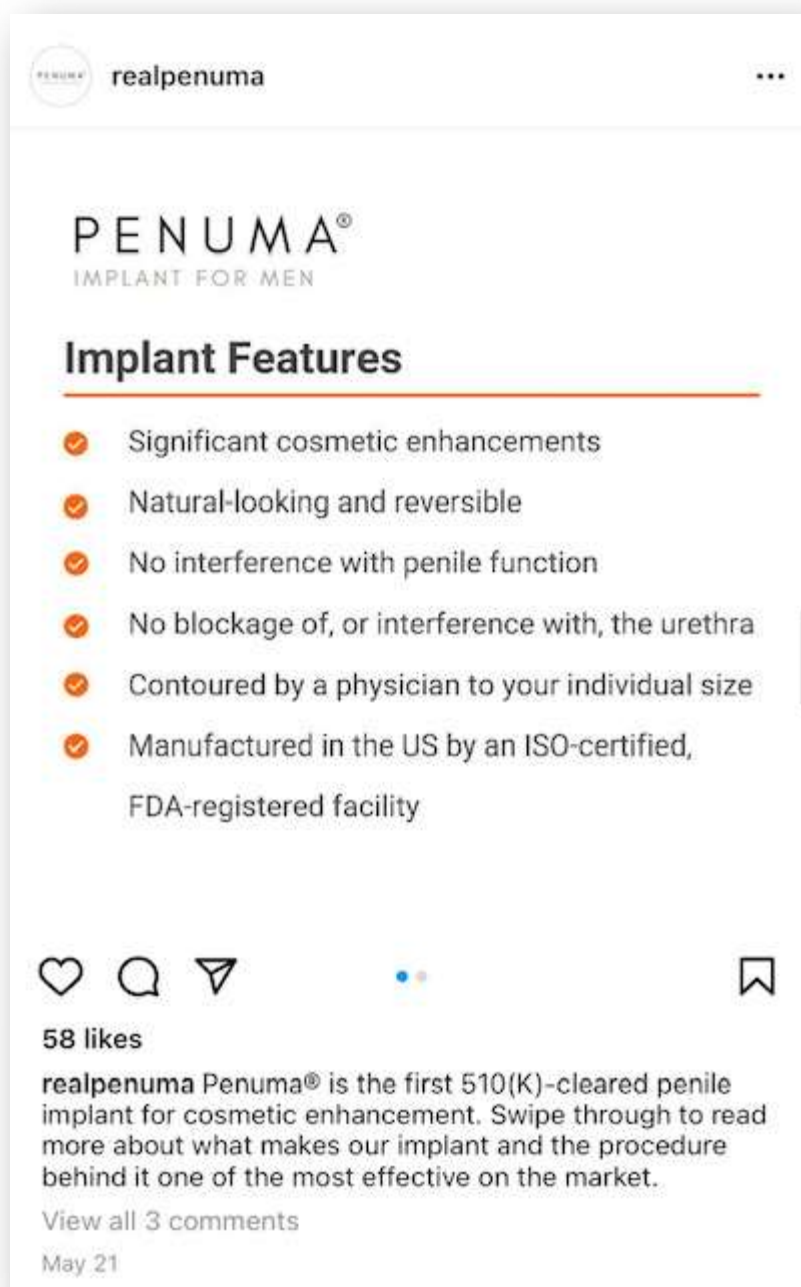 realpenuma
PENUMA®
IMPLANT FOR MEN
Implant Features
Significant cosmetic enhancements
Natural-looking and reversible
No interference with penile function
No blockage of, or interference with, the urethra
Contoured by a physician to your individual size
Manufactured in the US by an ISO-certified,
FDA-registered facility
58 likes
realpenuma Penuma® is the first 510(K)-cleared penile
implant for cosmetic enhancement. Swipe through to read
more about what makes our implant and the procedure
behind it one of the most effective on the market.
View all 3 comments
May 21